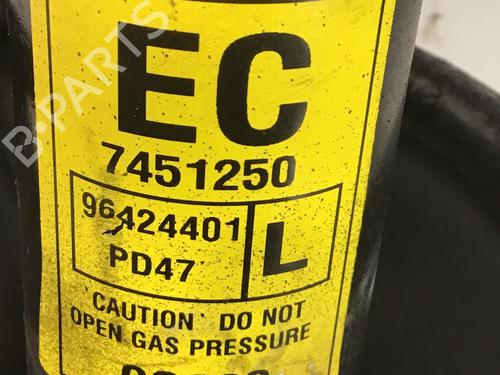 B-PARTS
EC
7451250
96424401
PD47
L
'CAUTION' DO NOT
OPEN GAS PRESSURE